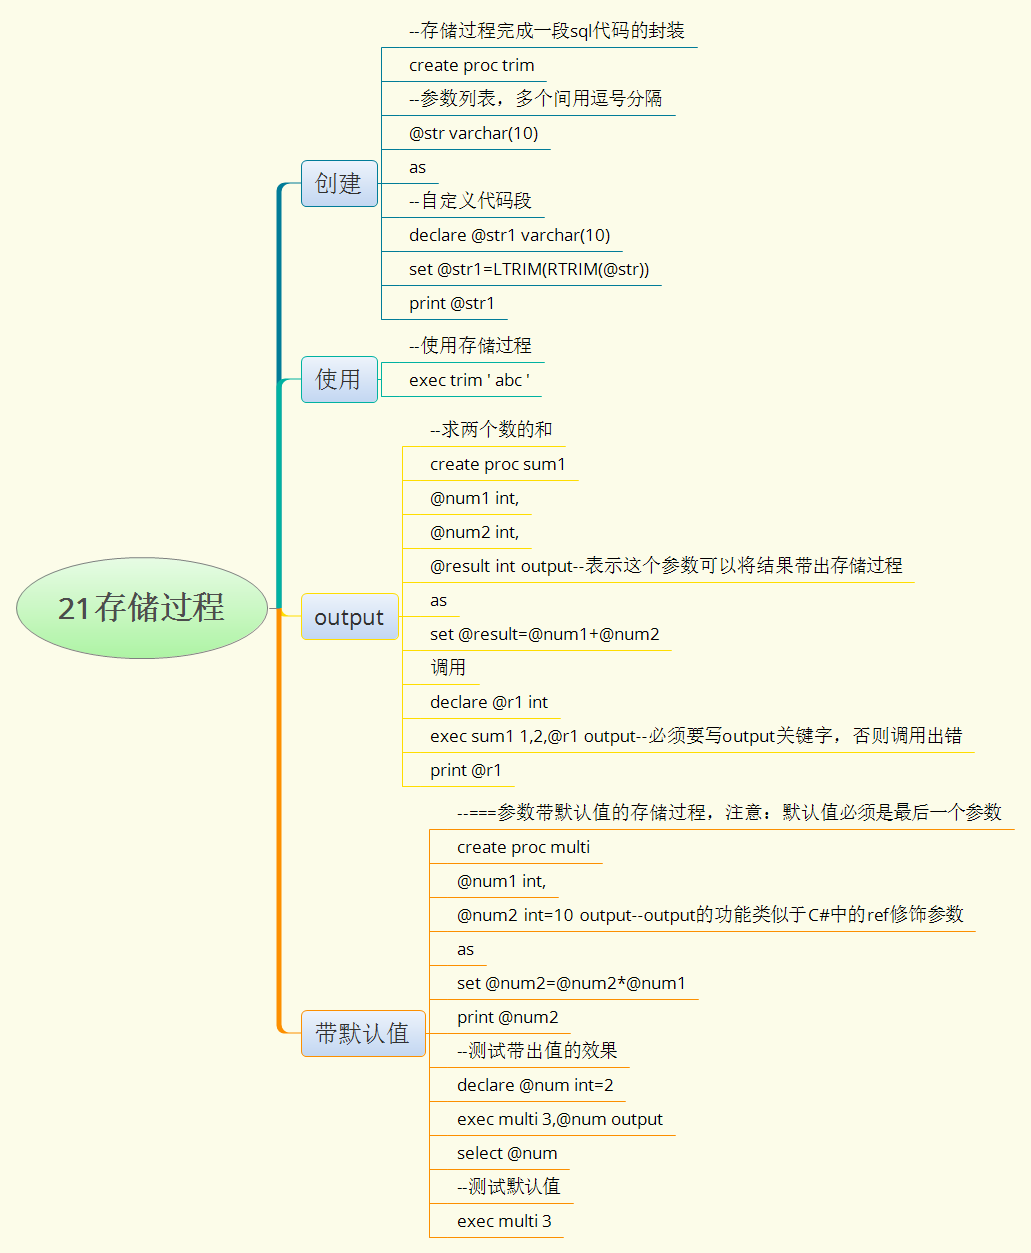 21存储过程
创建
--存储过程完成一段sql代码的封装
create proc trim
--参数列表，多个间用逗号分隔
@str varchar(10)
as
--自定义代码段
declare @str1 varchar(10)
set @str1=LTRIM(RTRIM(@str))
print @str1
使用
--使用存储过程
exec trim ' abc '
output
--求两个数的和
create proc sum1
@num1 int,
@num2 int,
@result int output--表示这个参数可以将结果带出存储过程
as
set @result=@num1+@num2
调用
declare @r1 int
exec sum1 1,2,@r1 output--必须要写output关键字，否则调用出错
print @r1
带默认值
--===参数带默认值的存储过程，注意：默认值必须是最后一个参数
create proc multi
@num1 int,
@num2 int=10 output--output的功能类似于C#中的ref修饰参数
as
set @num2=@num2*@num1
print @num2
--测试带出值的效果
declare @num int=2
exec multi 3,@num output
select @num
--测试默认值
exec multi 3